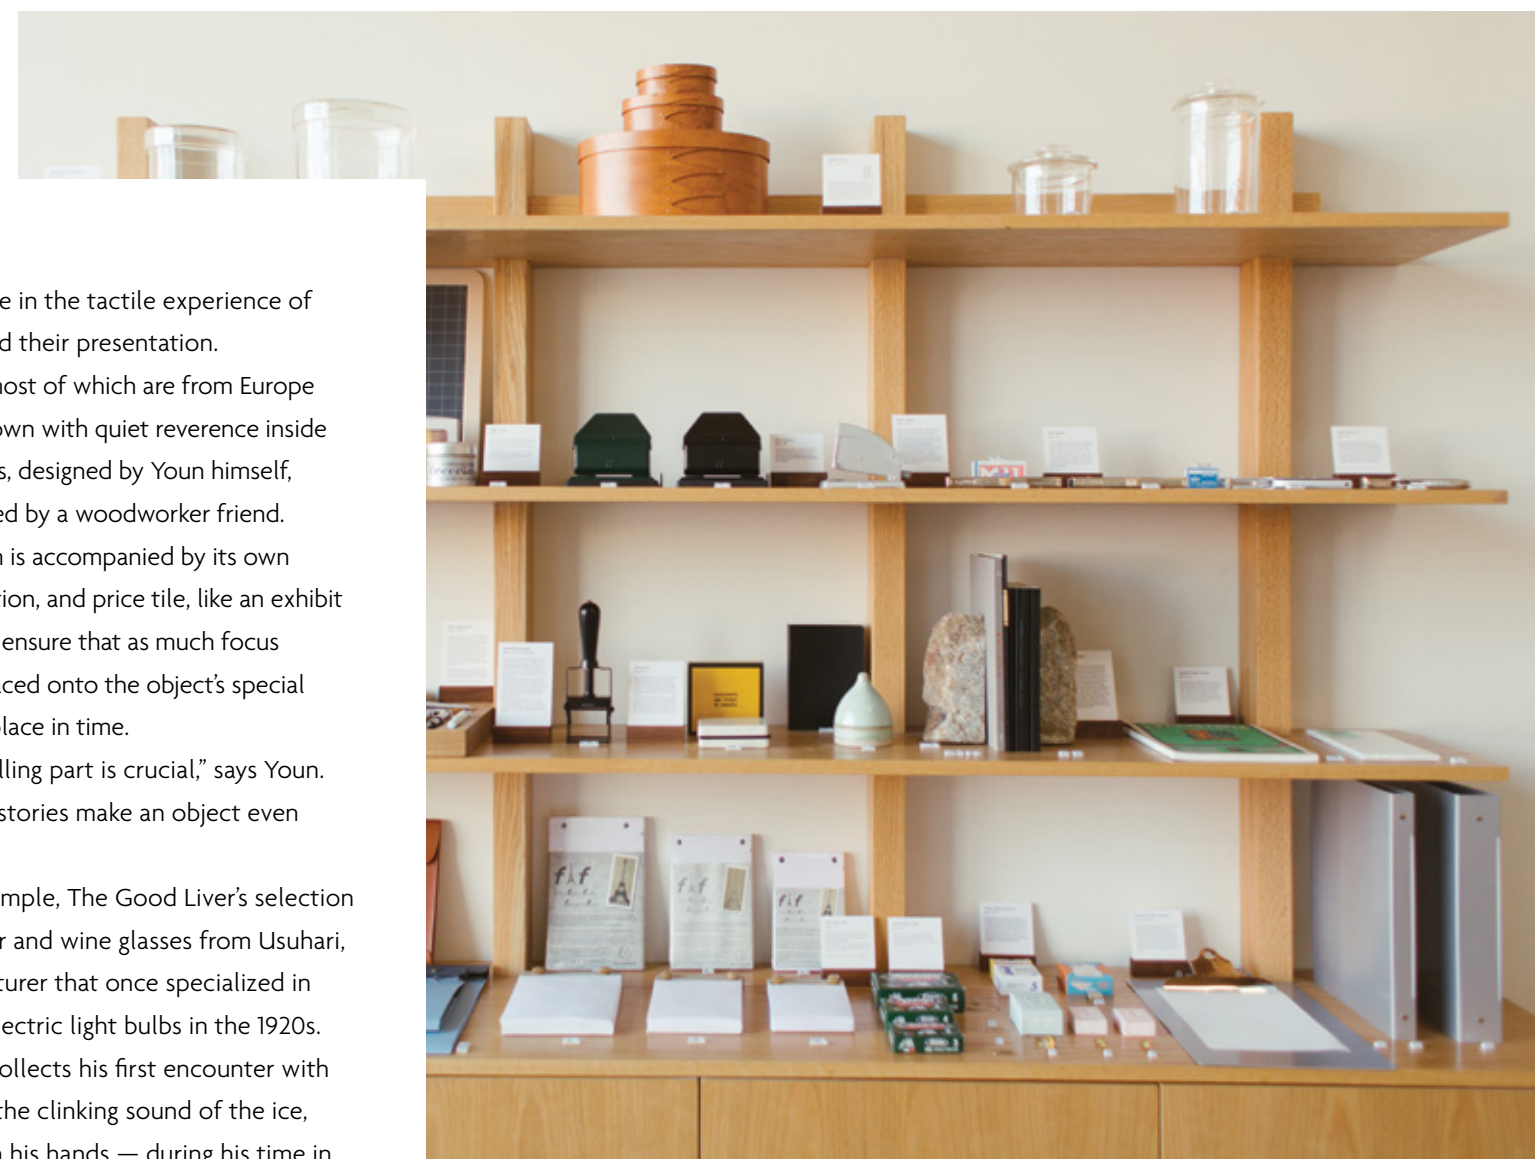 e in the tactile experience of
d their presentation.
ost of which are from Europe
own with quiet reverence inside
s, designed by Youn himself,
ed by a woodworker friend.
is accompanied by its own
tion, and price tile, like an exhibit
ensure that as much focus
ced onto the object’s special
lace in time.
lling part is crucial,” says Youn.
stories make an object even
mple, The Good Liver’s selection
r and wine glasses from Usuhari,
turer that once specialized in
lectric light bulbs in the 1920s.
ollects his first encounter with
the clinking sound of the ice,
his hands — during his time in